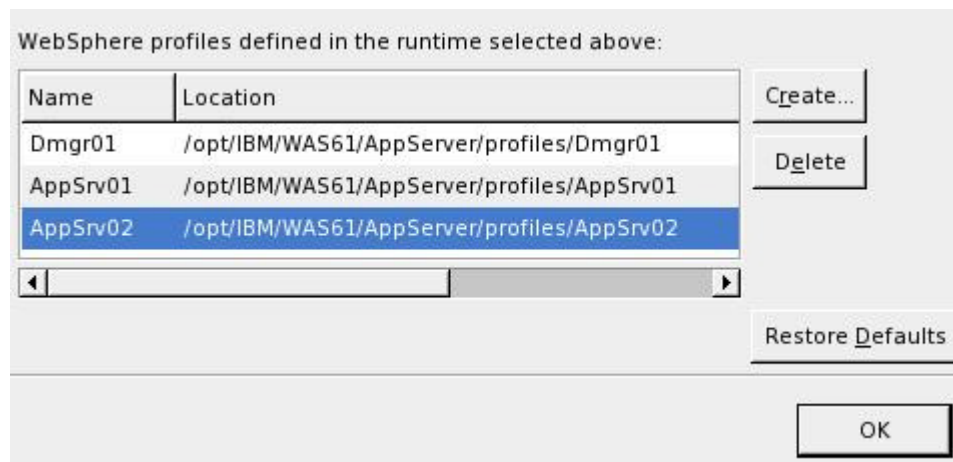 WebSphere profiles defined in the runtime selected above:
Name Location
Create...
Dmgr01 /opt/IBM/WAS61/AppServer/profiles/Dmgr01
Delete
AppSrv01 /opt/IBM/WAS61/AppServer/profiles/AppSrv01
AppSrv02 /opt/IBM/WAS61/AppServer/profiles/AppSrv02
Restore Defaults
OK